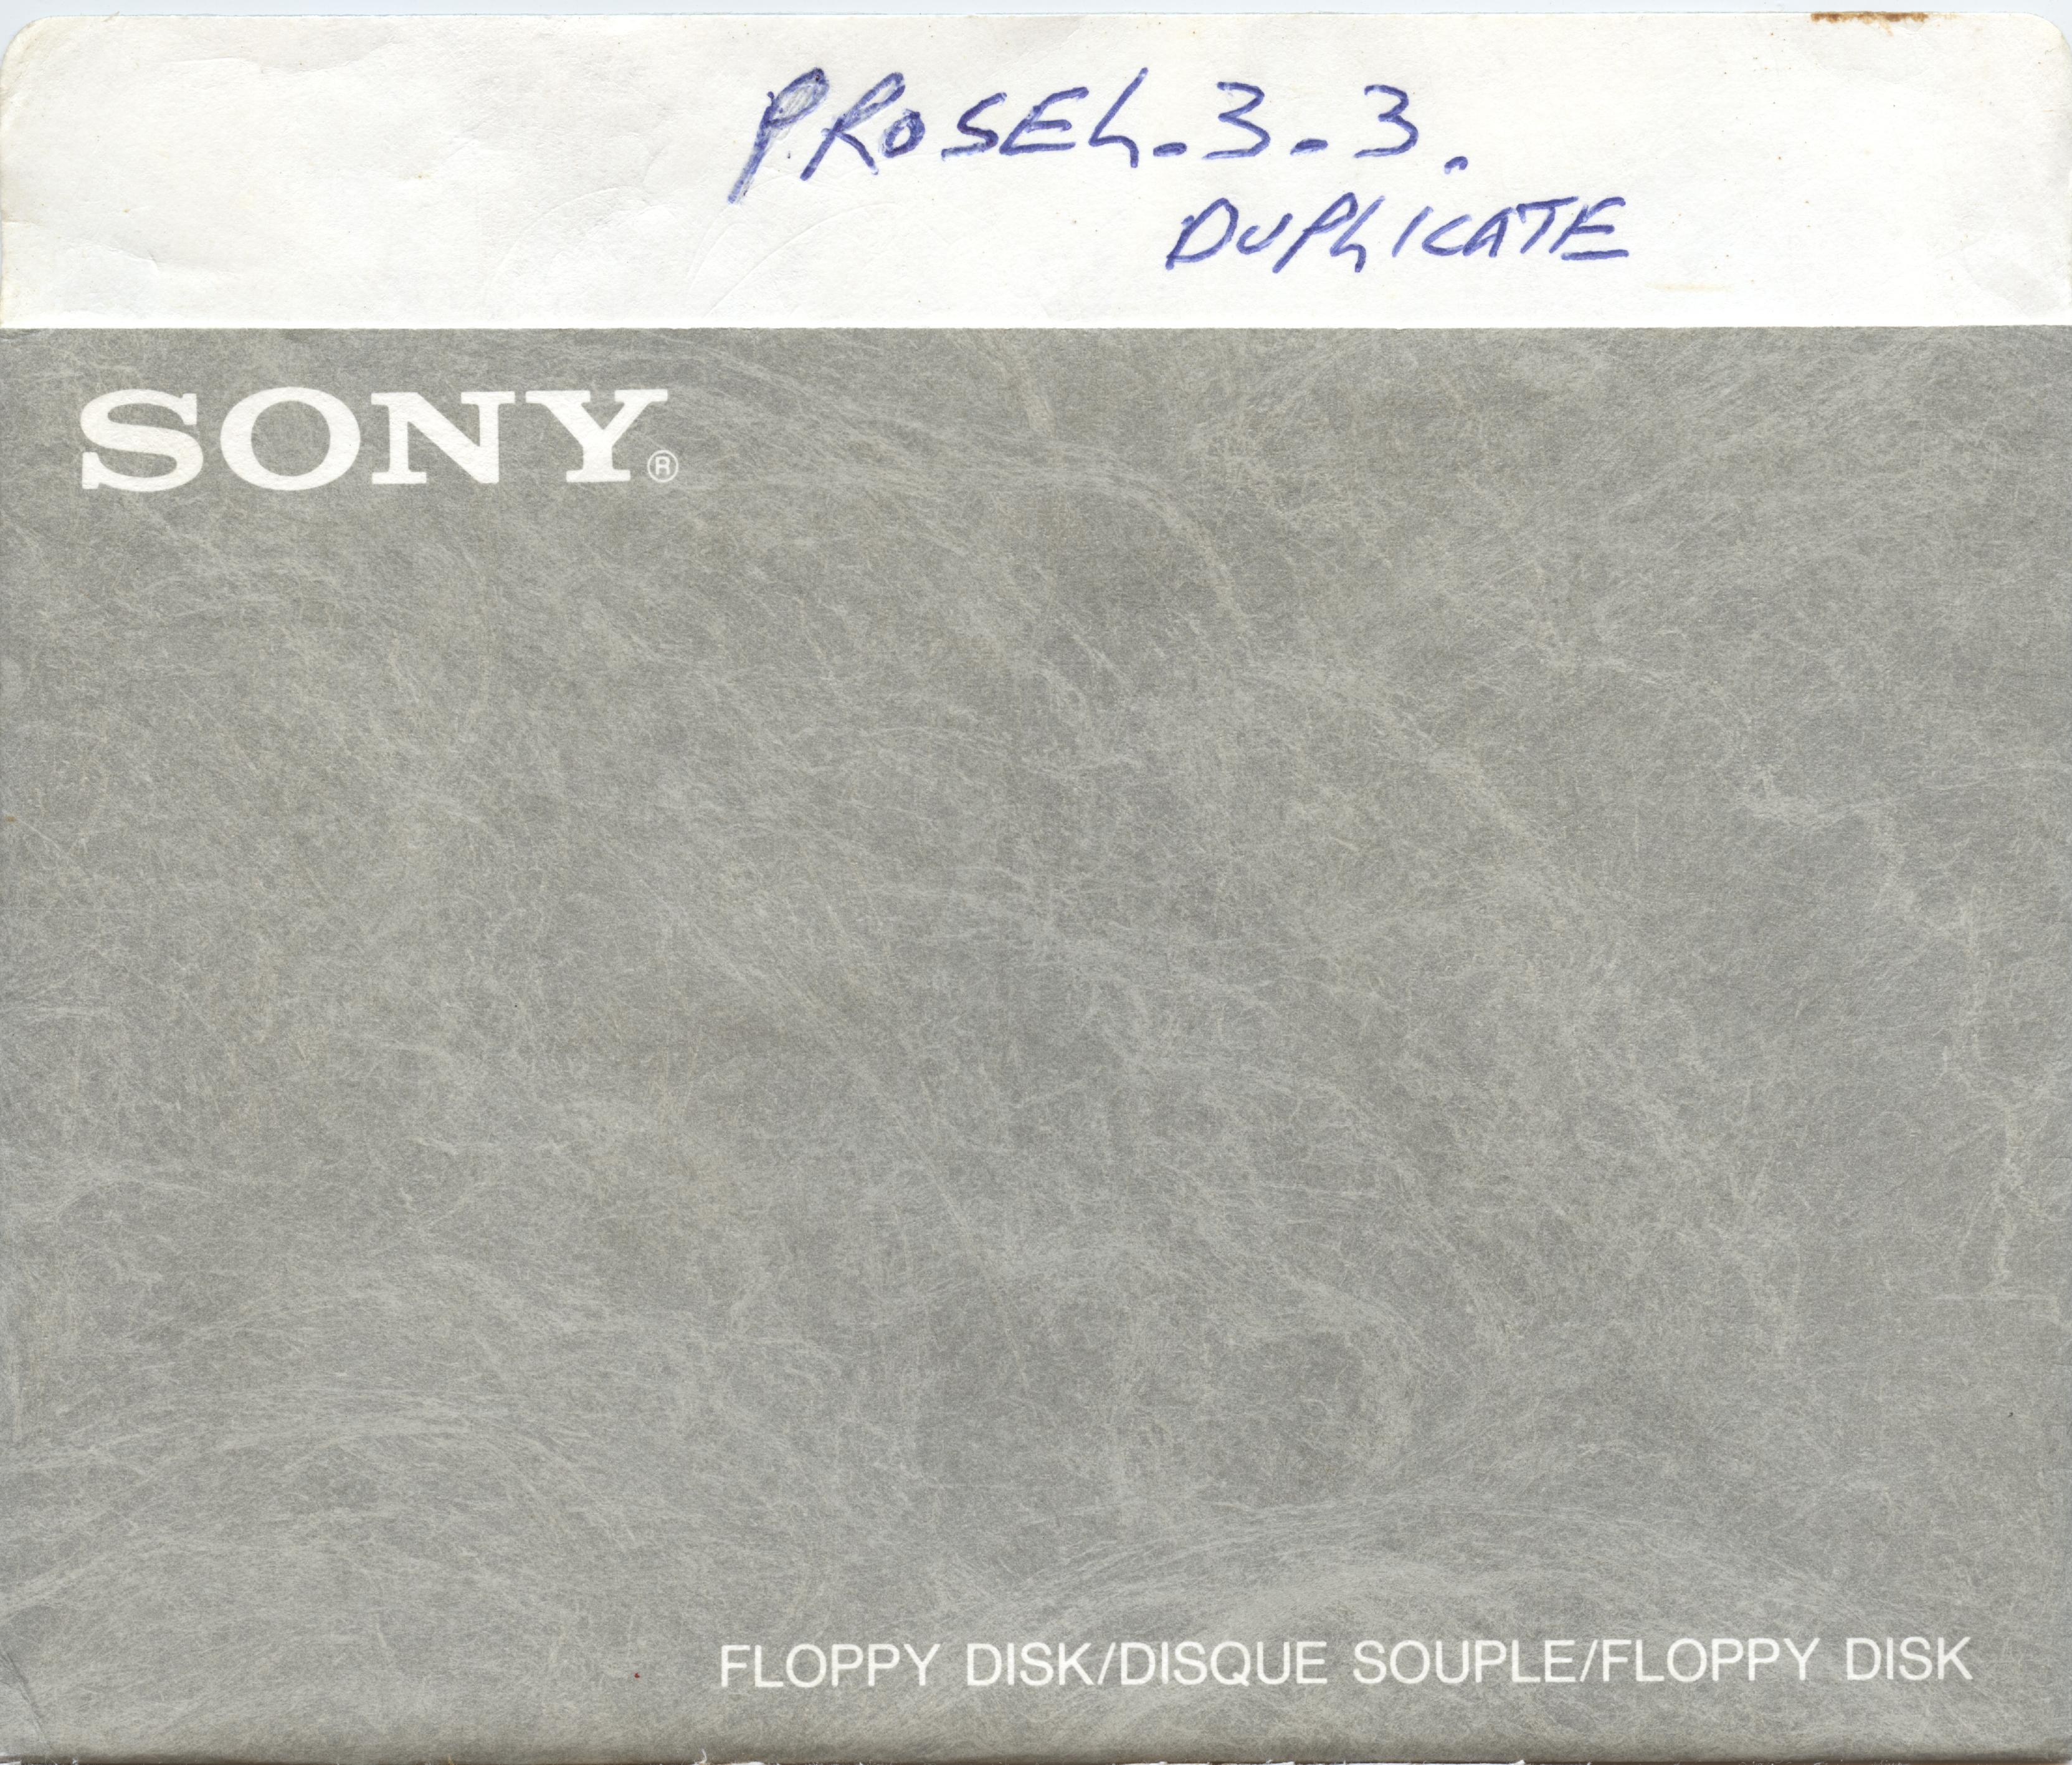 PROSEL-3-3.
DUPLICATE
SONY®
FLOPPY DISK/DISQUE SOUPLE/FLOPPY DISK